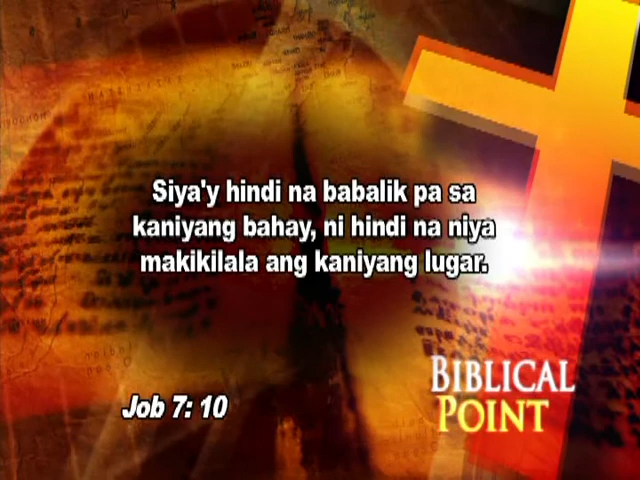 Siya'y hindi na babalik pa sa
kaniyang bahay, ni hindi na niya
makikilala ang kaniyang lugar.
Job 7: 10
BIBLICAL
POINT